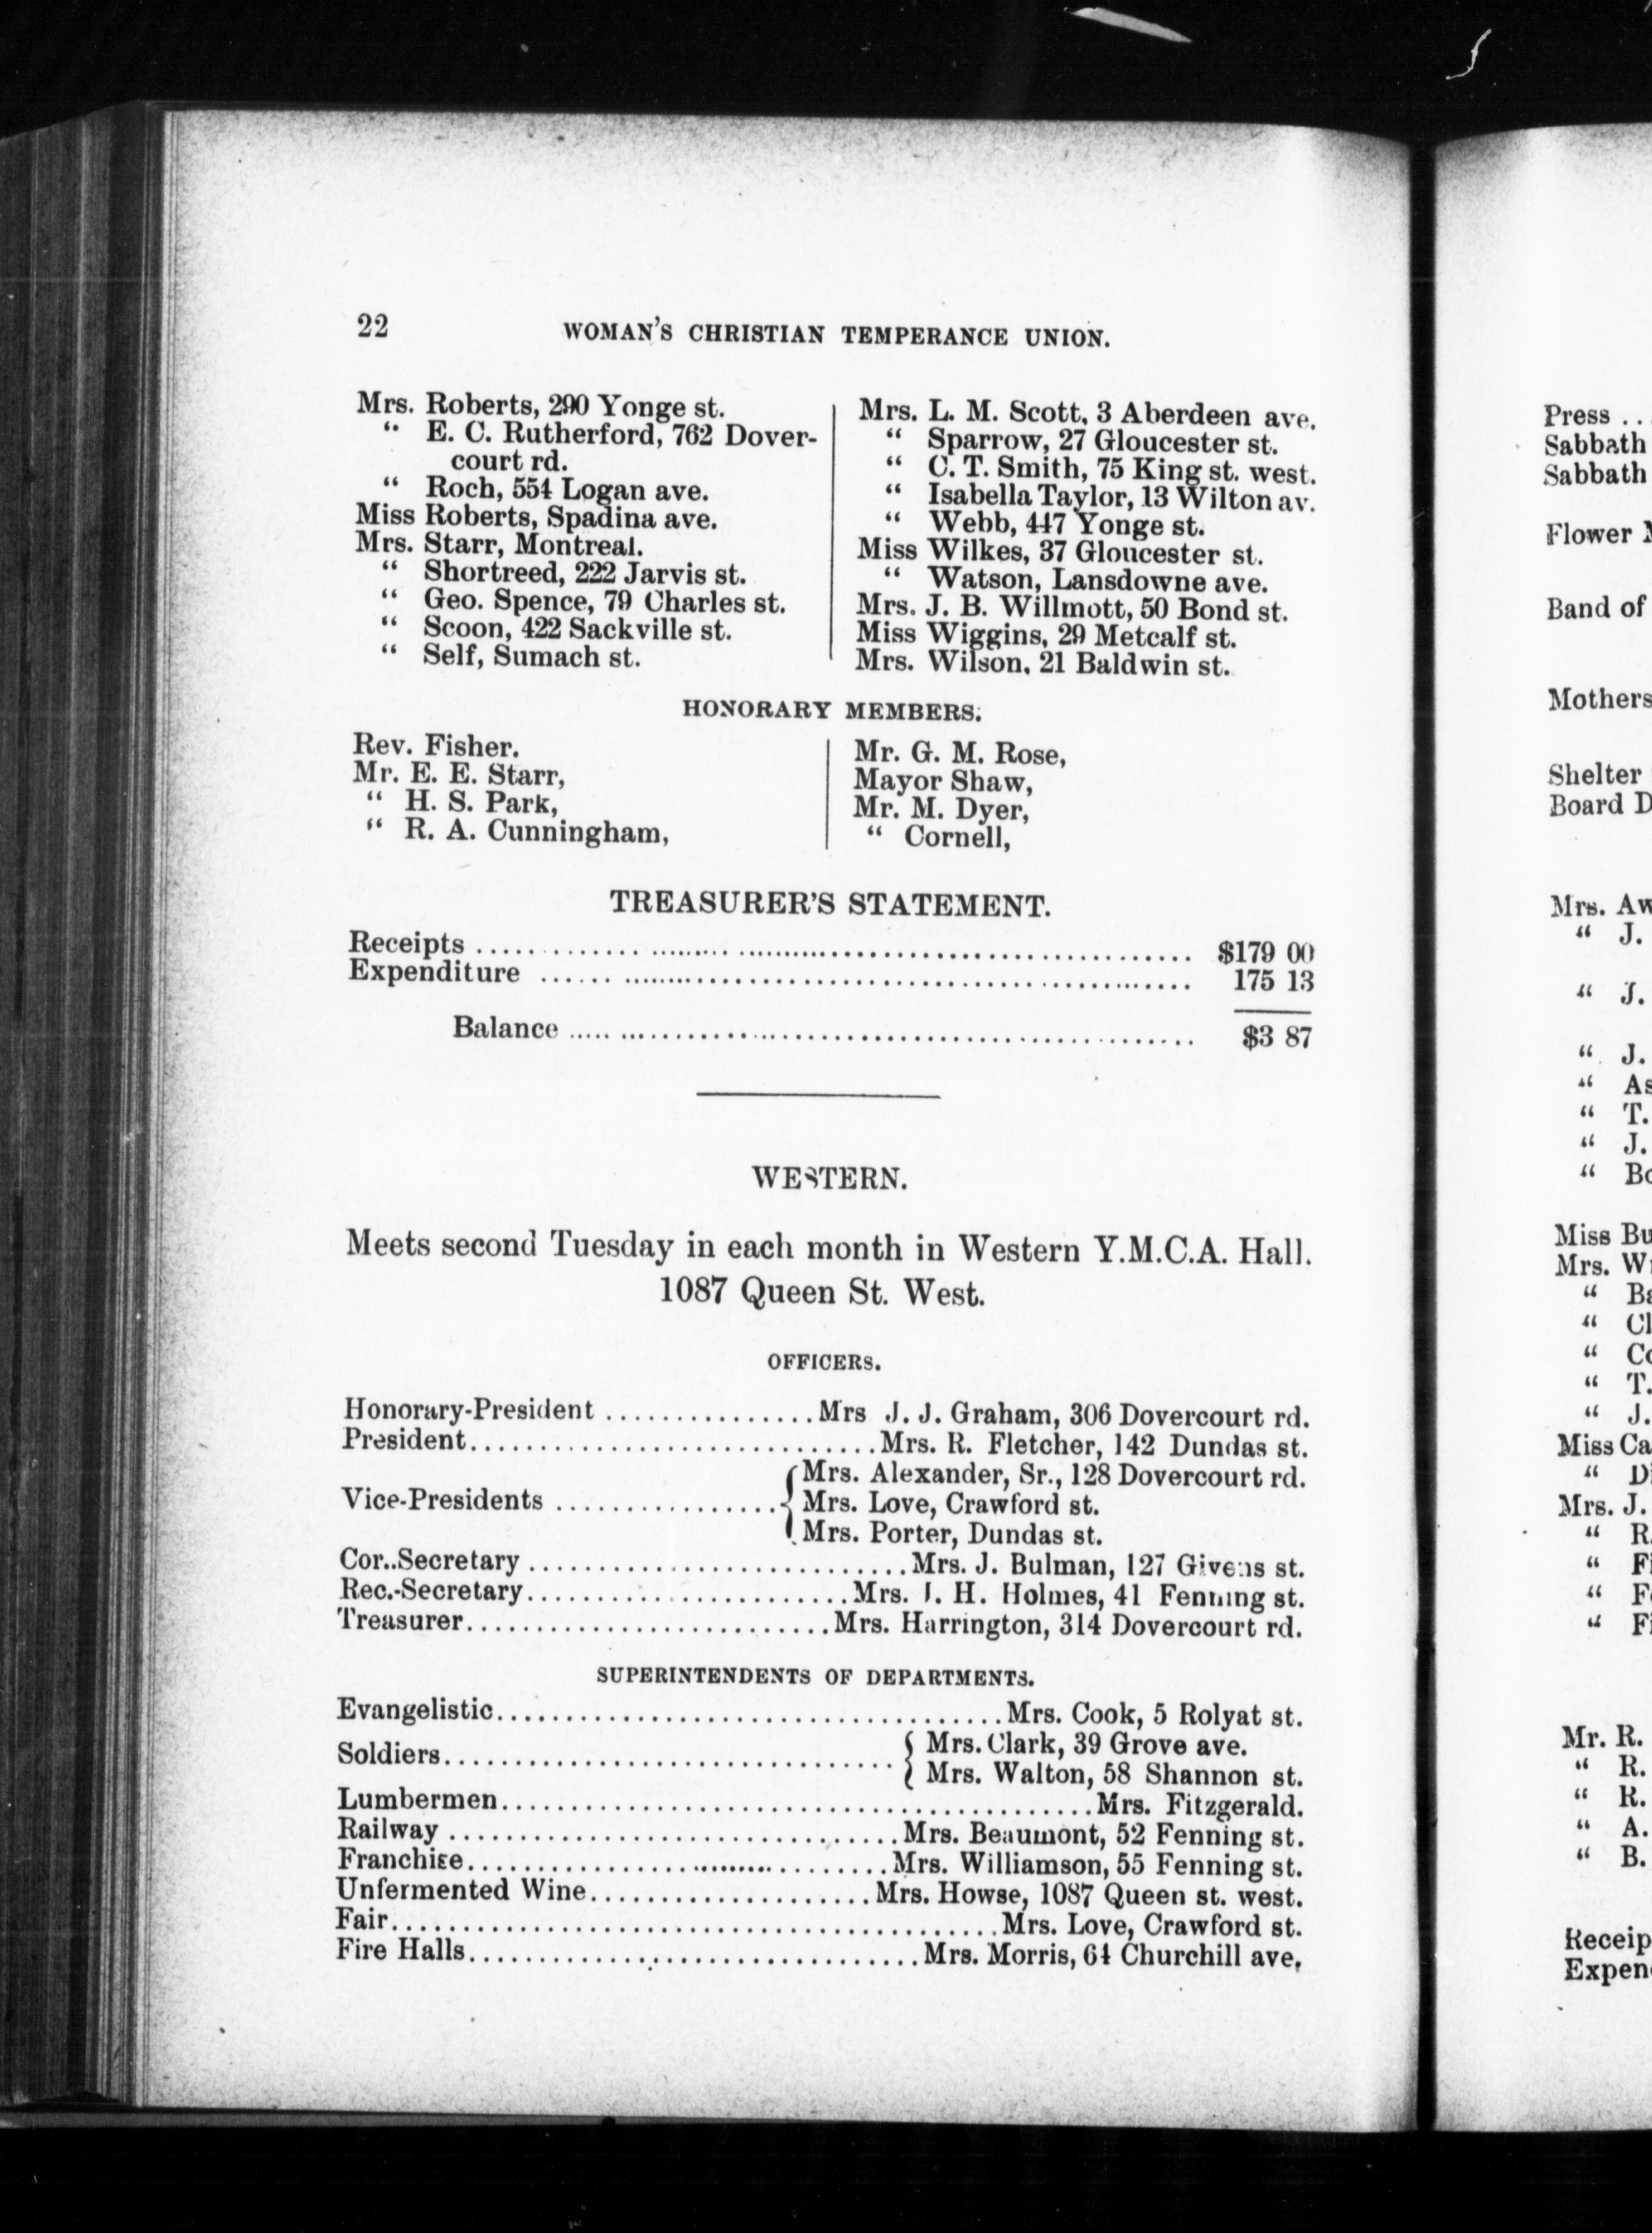 22 WOMAN'S CHRISTIAN TEMPERANCE UNION.
Mrs. Roberts, 290 Yonge st.
“ E. C. Rutherford, 762 Dover-
court rd.
“ Roch, 554 Logan ave.
Miss Roberts, Spadina ave.
Mrs. Starr, Montreal.
“ Shortreed, 222 Jarvis st.
“ Geo. Spence, 79 Charles st.
“ Scoon, 422 Sackville st.
“ Self, Sumach st.
Mrs. L. M. Scott, 3 Aberdeen ave.
“ Sparrow, 27 Gloucester st.
“ C. T. Smith, 75 King st. west.
“ Isabella Taylor, 13 Wilton av.
“ Webb, 447 Yonge st.
Miss Wilkes, 37 Gloucester st.
“ Watson, Lansdowne ave.
Mrs. J. B. Willmott, 50 Bond st.
Miss Wiggins, 29 Metcalf st.
Mrs. Wilson, 21 Baldwin st.
HONORARY MEMBERS.
Rev. Fisher.
Mr. E. E. Starr,
“ H. S. Park,
“ R. A. Cunningham,
Mr. G. M. Rose,
Mayor Shaw,
Mr. M. Dyer,
“ Cornell,
TREASURER'S STATEMENT.
Receipts ........ $179 00
Expenditure ........ 175 13
Balance ........ $3 87
WESTERN.
Meets second Tuesday in each month in Western Y.M.C.A. Hall.
1087 Queen St. West.
OFFICERS.
Honorary-President ........ Mrs J. J. Graham, 306 Dovercourt rd.
President ........ Mrs. R. Fletcher, 142 Dundas st.
Mrs. Alexander, Sr., 128 Dovercourt rd.
Vice-Presidents ........ Mrs. Love, Crawford st.
Mrs. Porter, Dundas st.
Cor..Secretary ........ Mrs. J. Bulman, 127 Givens st.
Rec.-Secretary ........ Mrs. I. H. Holmes, 41 Fenning st.
Treasurer ........ Mrs. Harrington, 314 Dovercourt rd.
SUPERINTENDENTS OF DEPARTMENTS.
Evangelistic ........ Mrs. Cook, 5 Rolyat st.
Soldiers ........ Mrs. Clark, 39 Grove ave.
Mrs. Walton, 58 Shannon st.
Lumbermen ........ Mrs. Fitzgerald.
Railway ........ Mrs. Beaumont, 52 Fenning st.
Franchise ........ Mrs. Williamson, 55 Fenning st.
Unfermented Wine ........ Mrs. Howse, 1087 Queen st. west.
Fair ........ Mrs. Love, Crawford st.
Fire Halls ........ Mrs. Morris, 64 Churchill ave.
Press ..
Sabbath
Sabbath
Flower
Band of
Mothers
Shelter
Board
Mrs.
“ J.
“ J.
“ J.
“
“ T.
“ J.
“
Miss
Mrs.
“
“
“
“ T.
“ J.
Miss
“
Mrs. J.
“
“
“
“
Mr. R.
“ R.
“ R.
“ A.
“ B.